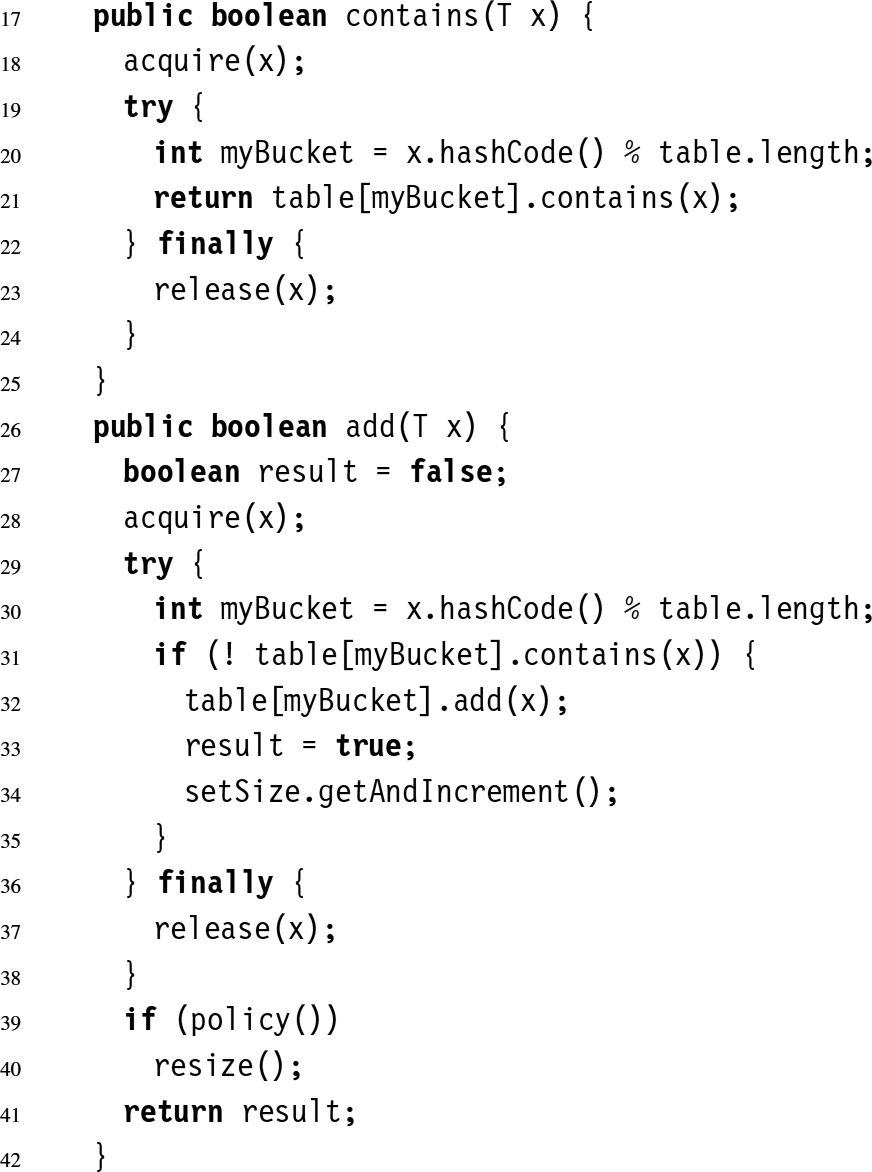 17 public boolean contains(T x) {
18 acquire(x);
19 try {
20 int myBucket = x.hashCode() % table.length;
21 return table[myBucket].contains(x);
22 } finally {
23 release(x);
24 }
25 }
26 public boolean add(T x) {
27 boolean result = false;
28 acquire(x);
29 try {
30 int myBucket = x.hashCode() % table.length;
31 if (! table[myBucket].contains(x)) {
32 table[myBucket].add(x);
33 result = true;
34 setSize.getAndIncrement();
35 }
36 } finally {
37 release(x);
38 }
39 if (policy())
40 resize();
41 return result;
42 }